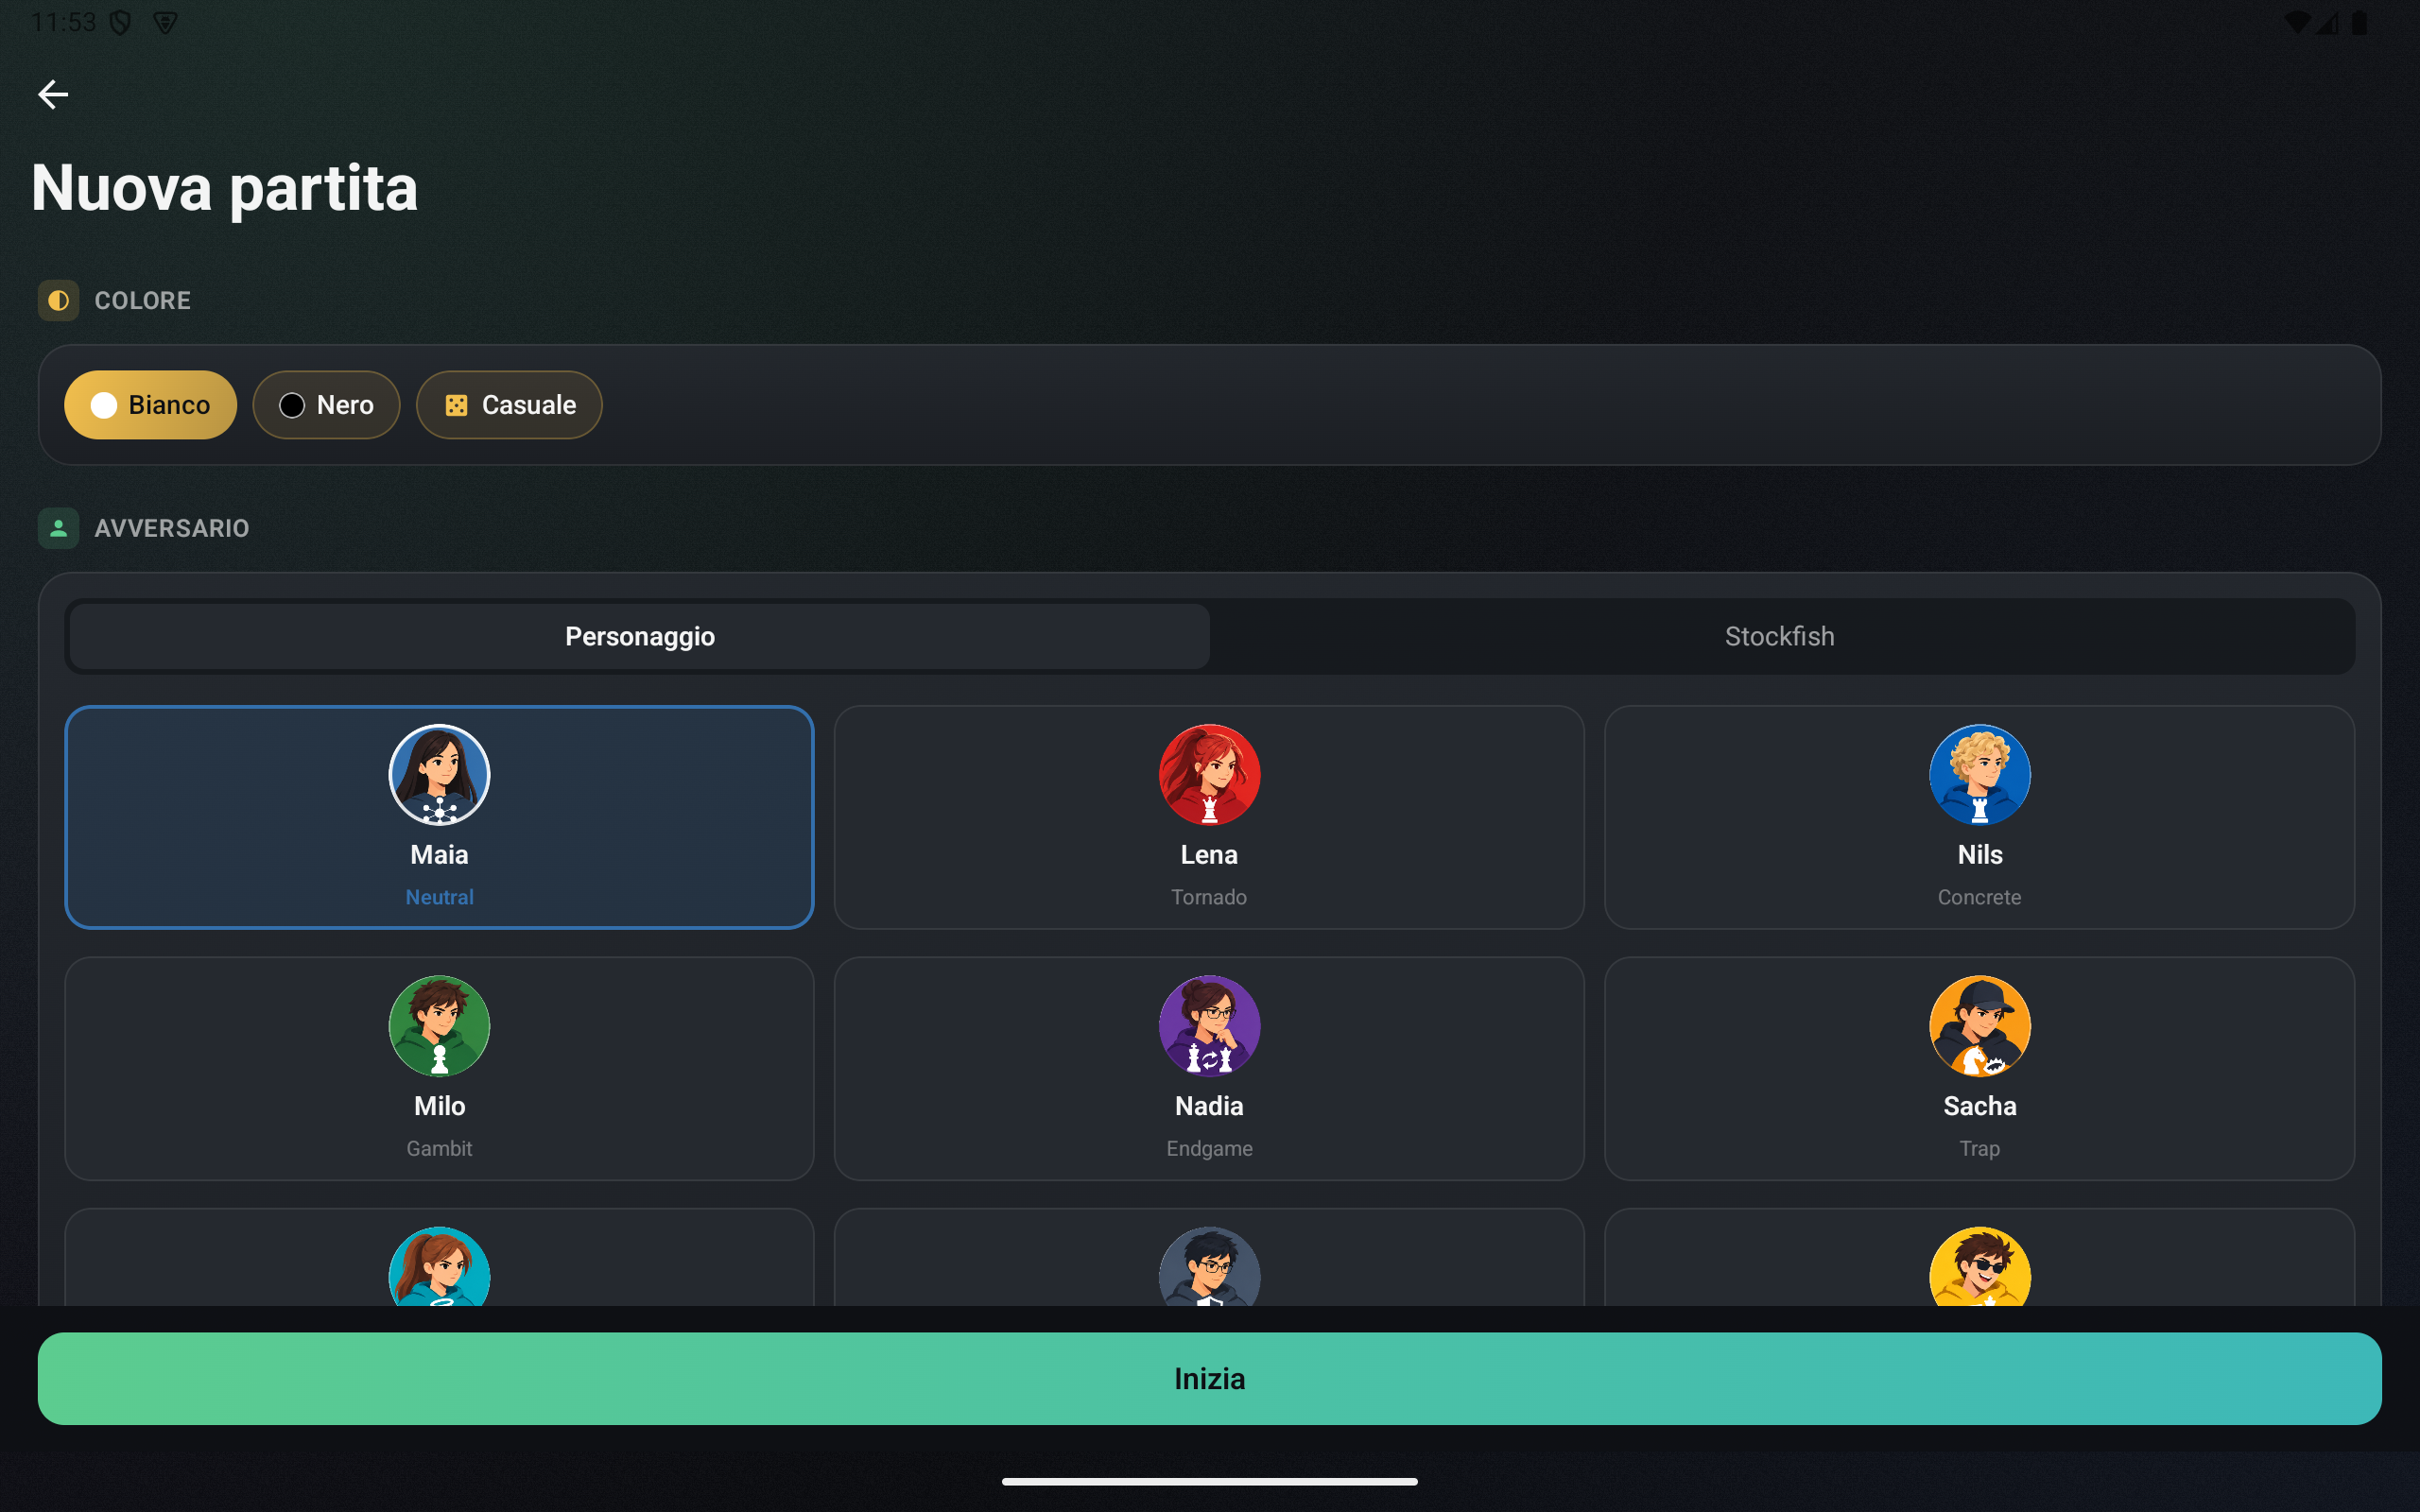 11:53
Nuova partita
COLORE
Bianco
Nero
Casuale
AVVERSARIO
Personaggio
Stockfish
Maia
Neutral
Lena
Tornado
Nils
Concrete
Milo
Gambit
Nadia
Endgame
Sacha
Trap
Inizia